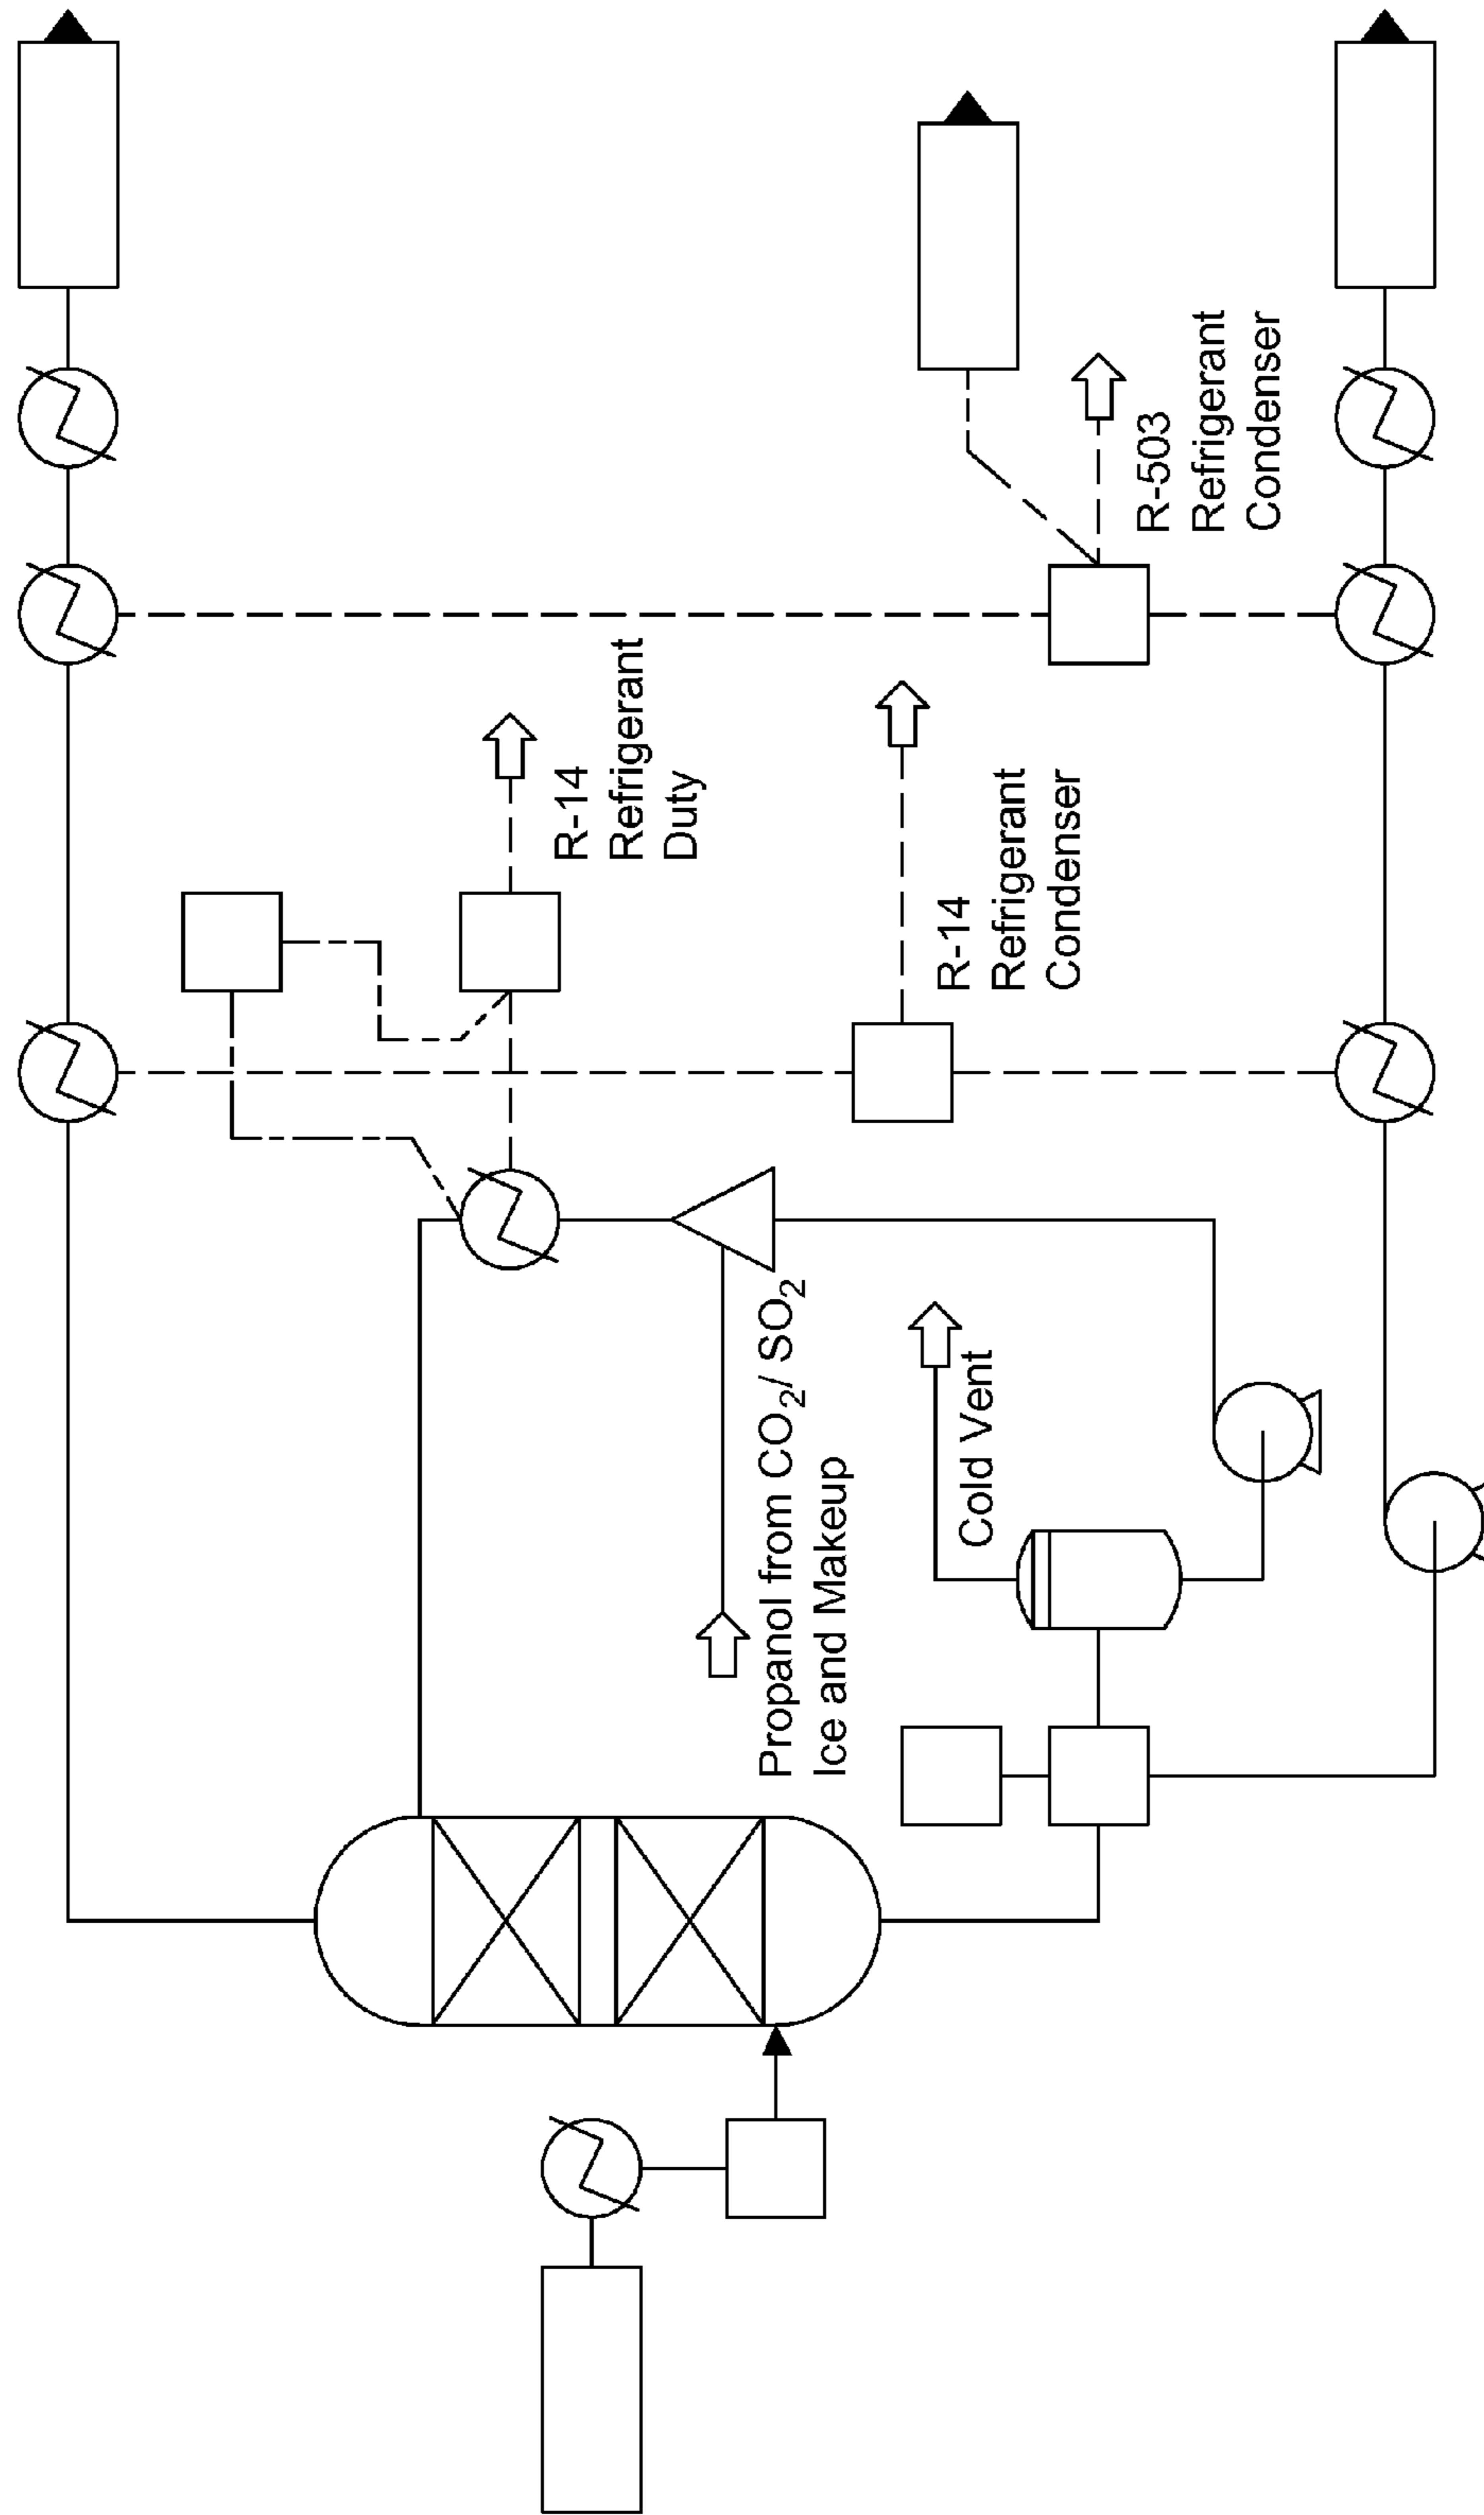 R-14
Refrigerant
Duty
Propanol from CO2/ SO2
Ice and Makeup
R-14
Refrigerant
Condenser
Cold Vent
R-503
Refrigerant
Condenser